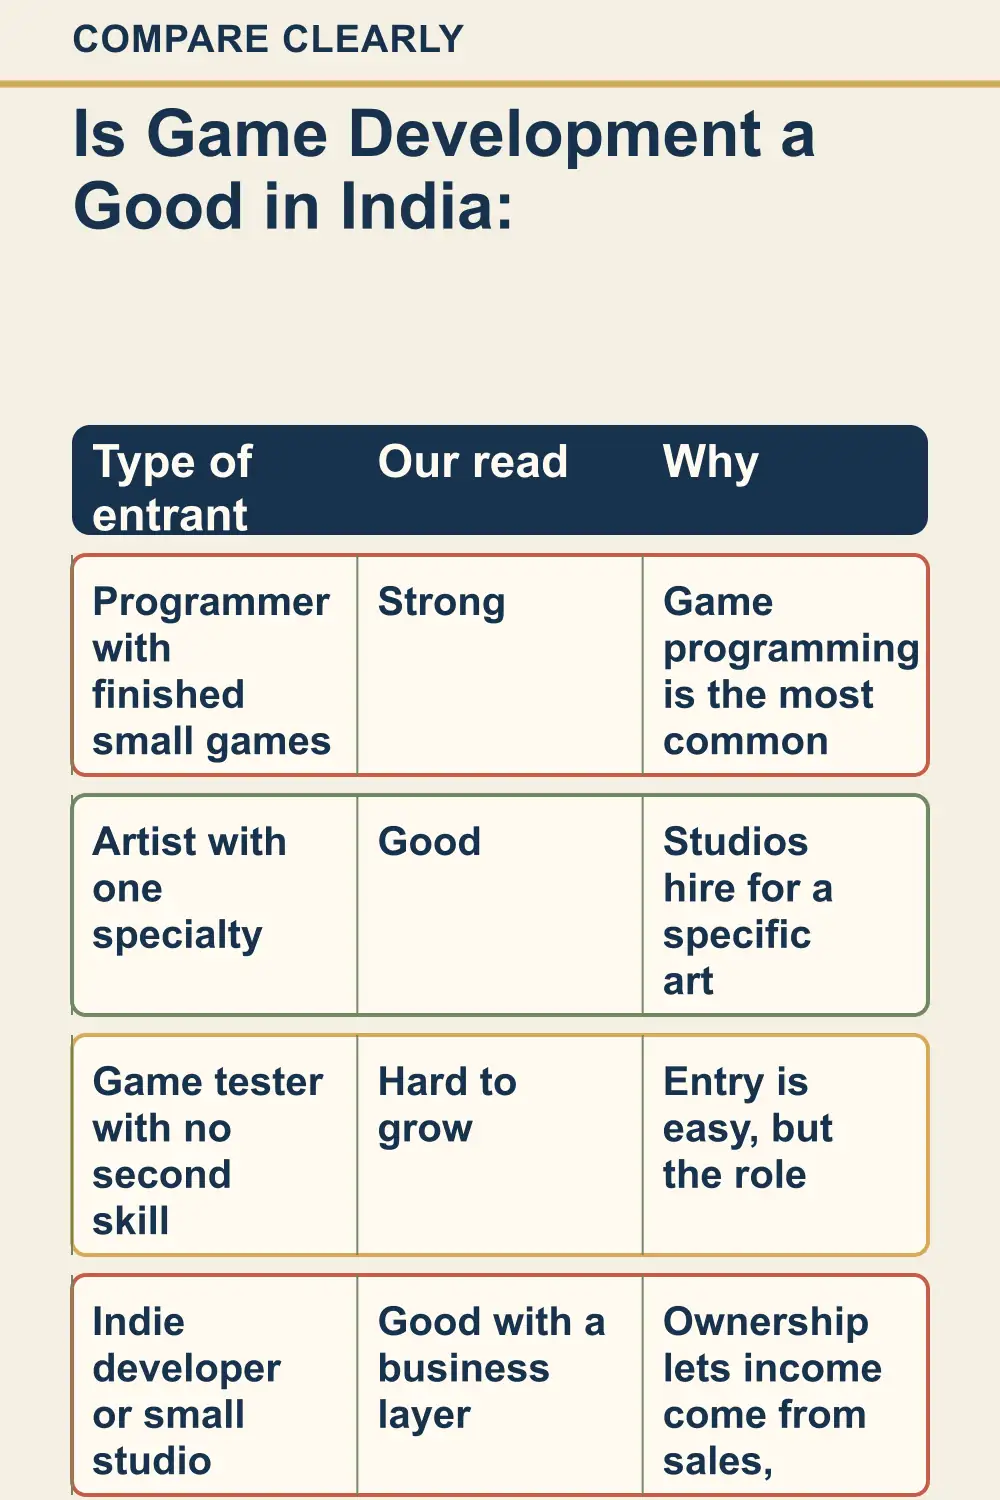 COMPARE CLEARLY
Is Game Development a
Good in India:
Type of
entrant
Our read
Why
Programmer
with
finished
small games
Strong
Game
programming
is the most
common
Artist with
one
specialty
Good
Studios
hire for a
specific
art
Game tester
with no
second
skill
Hard to
grow
Entry is
easy, but
the role
Indie
developer
or small
studio
Good with a
business
layer
Ownership
lets income
come from
sales,